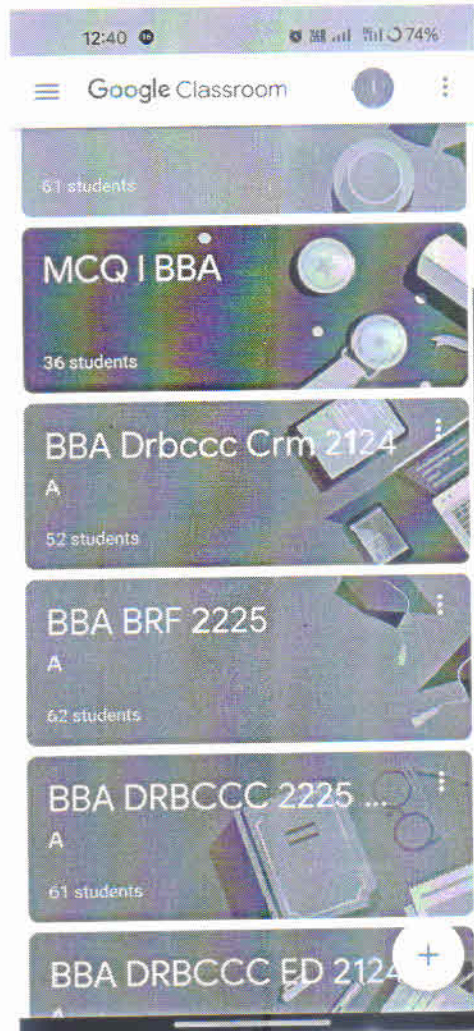 12:40
74%
Google Classroom
61 students
MCQ I BBA
36 students
BBA Drbccc Crm 2124
A
52 students
BBA BRF 2225
A
62 students
BBA DRBCCC 2225 ...
A
61 students
BBA DRBCCC ED 2124
A